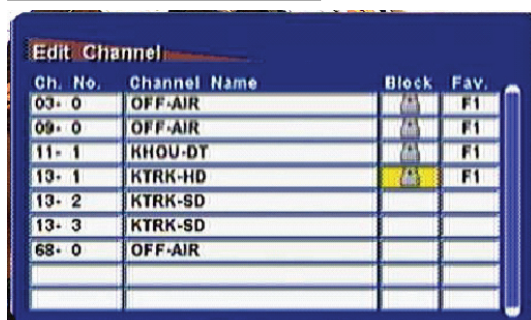 Edit Channel
Ch. No. Channel Name Block Fav.
03- 0 OFF-AIR F1
09- 0 OFF-AIR F1
11- 1 KHOU-DT F1
13- 1 KTRK-HD F1
13- 2 KTRK-SD
13- 3 KTRK-SD
68- 0 OFF-AIR